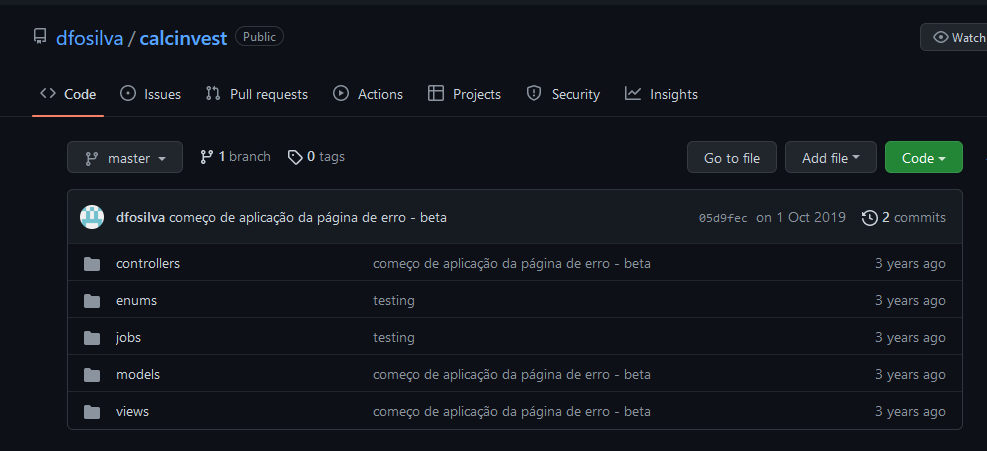 dfosilva / calcinvest Public Watch
Code Issues Pull requests Actions Projects Security Insights
master 1 branch 0 tags Go to file Add file Code
dfosilva começo de aplicação da página de erro - beta 05d9fec on 1 Oct 2019 2 commits
controllers começo de aplicação da página de erro - beta 3 years ago
enums testing 3 years ago
jobs testing 3 years ago
models começo de aplicação da página de erro - beta 3 years ago
views começo de aplicação da página de erro - beta 3 years ago